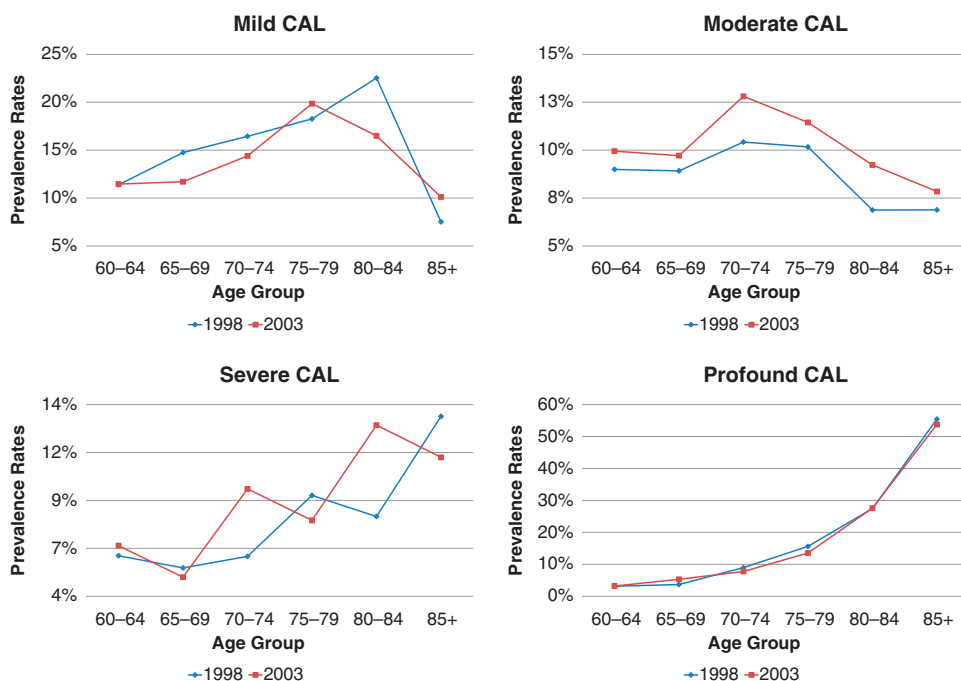 Mild CAL
25%
20%
15%
10%
5%
Prevalence Rates
60–64 65–69 70–74 75–79 80–84 85+
Age Group
1998 2003
Moderate CAL
15%
13%
10%
8%
5%
Prevalence Rates
60–64 65–69 70–74 75–79 80–84 85+
Age Group
1998 2003
Severe CAL
14%
12%
9%
7%
4%
Prevalence Rates
60–64 65–69 70–74 75–79 80–84 85+
Age Group
1998 2003
Profound CAL
60%
50%
40%
30%
20%
10%
0%
Prevalence Rates
60–64 65–69 70–74 75–79 80–84 85+
Age Group
1998 2003